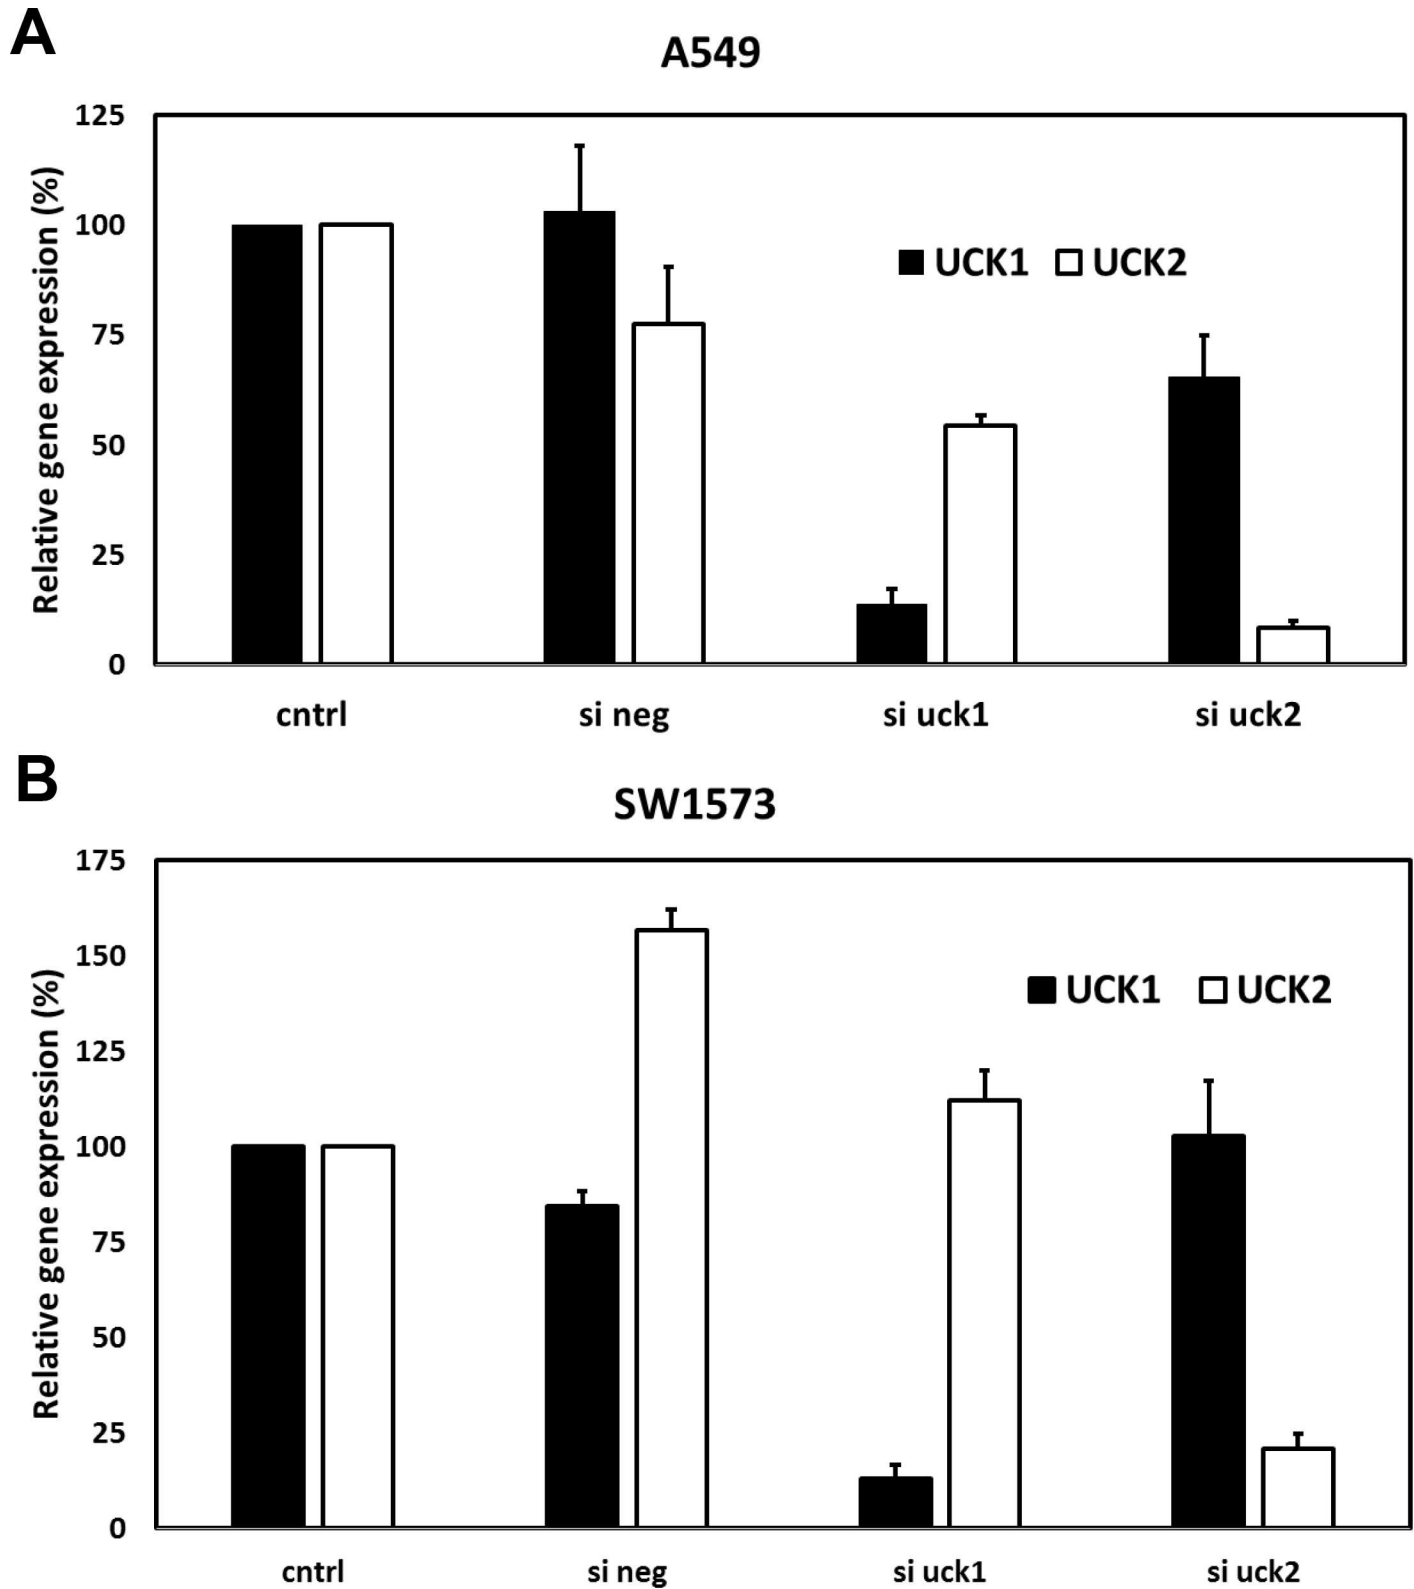 A
A549
Relative gene expression (%)
125
100
75
50
25
0
UCK1 UCK2
cntrl si neg si uck1 si uck2
B
SW1573
Relative gene expression (%)
175
150
125
100
75
50
25
0
UCK1 UCK2
cntrl si neg si uck1 si uck2